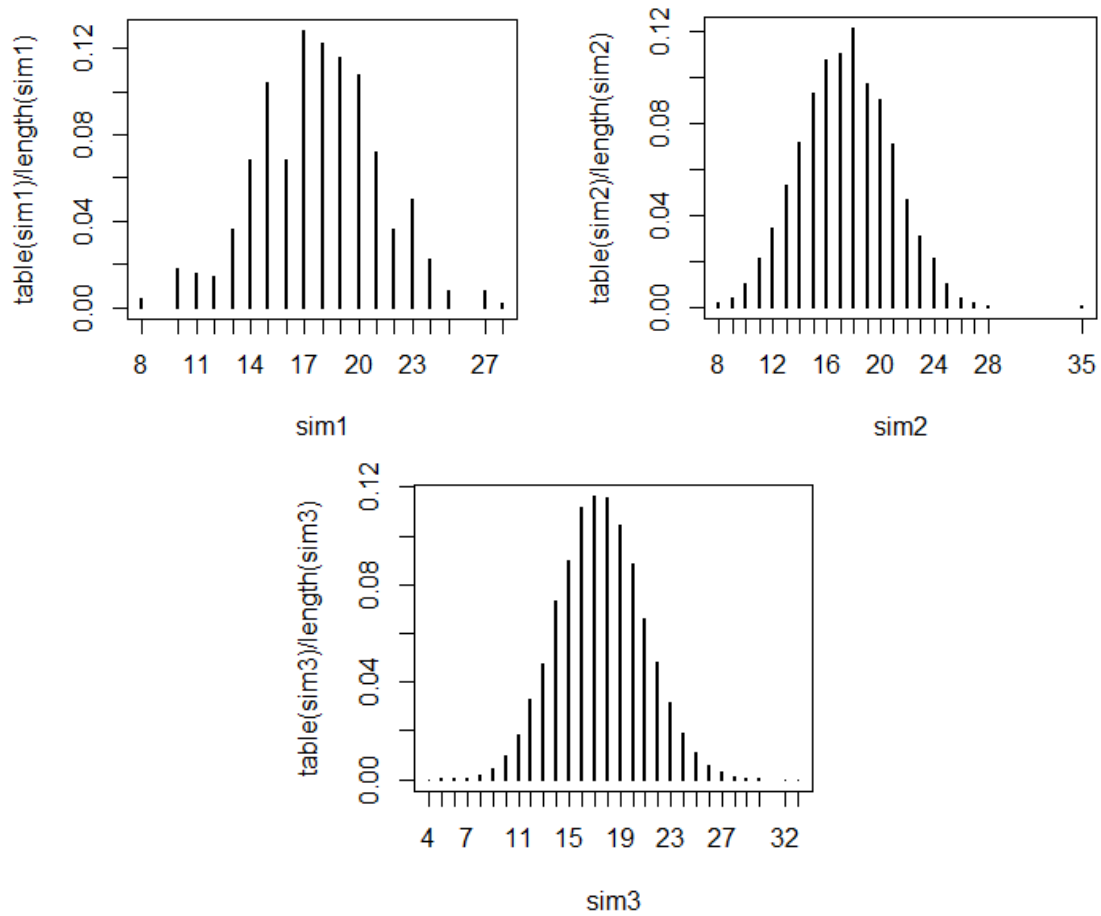 table(sim1)/length(sim1)
0.12
0.08
0.04
0.00
8 11 14 17 20 23 27
sim1
table(sim2)/length(sim2)
0.12
0.08
0.04
0.00
8 12 16 20 24 28 35
sim2
table(sim3)/length(sim3)
0.12
0.08
0.04
0.00
4 7 11 15 19 23 27 32
sim3